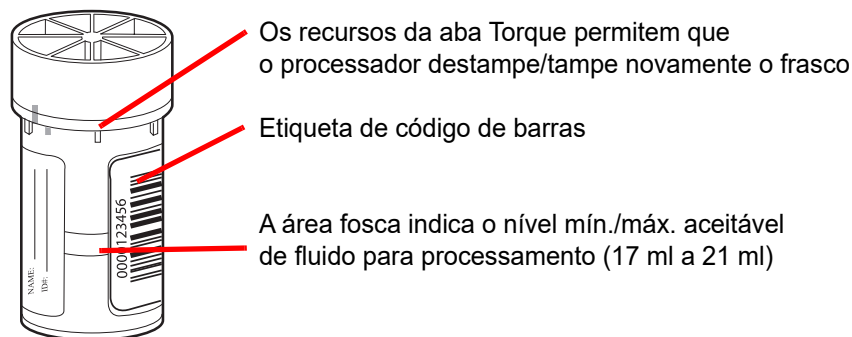 Os recursos da aba Torque permitem que
o processador destampe/tampe novamente o frasco
Etiqueta de código de barras
A área fosca indica o nível mín./máx. aceitável
de fluido para processamento (17 ml a 21 ml)
NAME:
ID#:
0000123456